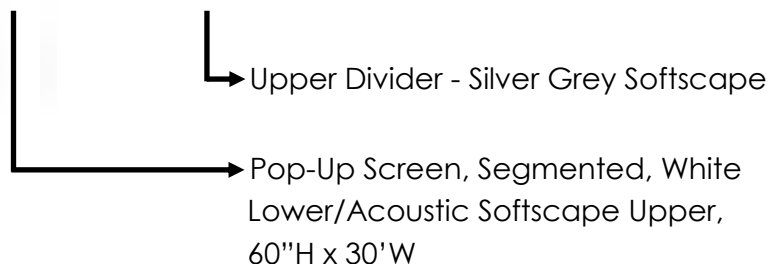 Upper Divider - Silver Grey Softscape
Pop-Up Screen, Segmented, White
Lower/Acoustic Softscape Upper,
60”H x 30’W